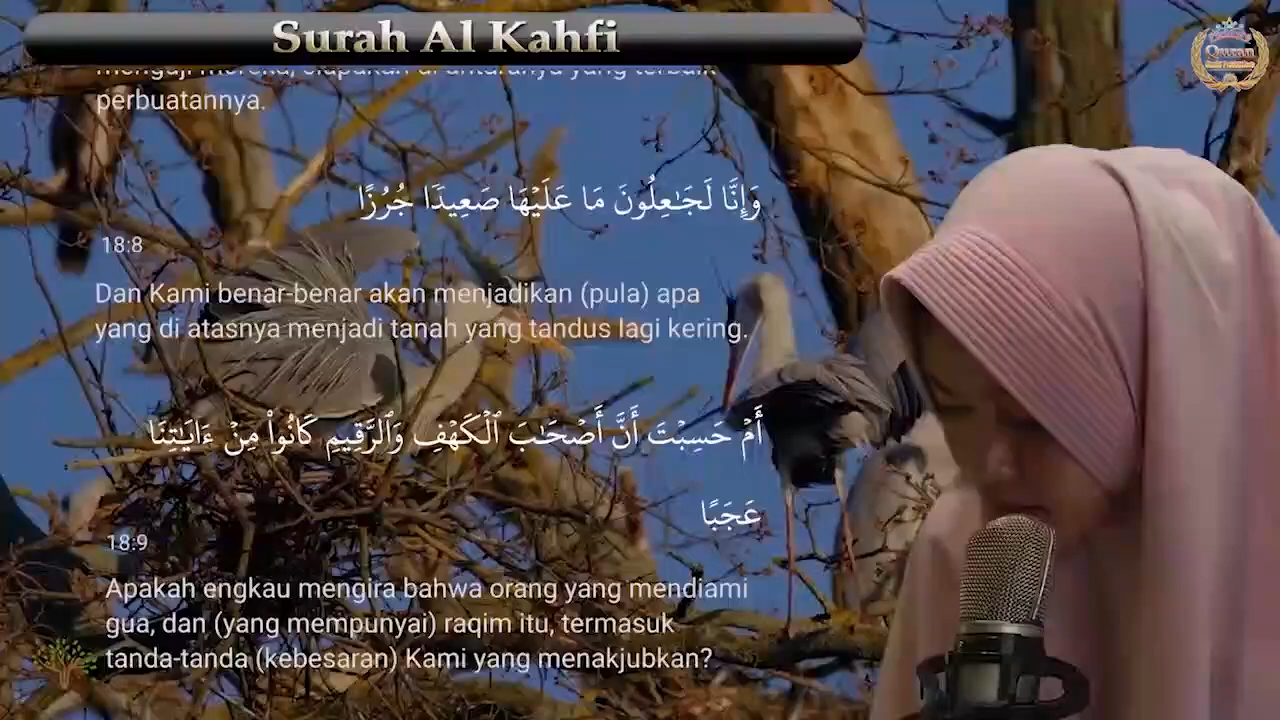 Surah Al Kahfi
Quran
perbuatannya.
وَإِنَّا لَجَـٰعِلُونَ مَا عَلَيْهَا صَعِيدًا جُرُزًا
18:8
Dan Kami benar-benar akan menjadikan (pula) apa
yang di atasnya menjadi tanah yang tandus lagi kering.
أَمْ حَسِبْتَ أَنَّ أَصْحَـٰبَ ٱلْكَهْفِ وَٱلرَّقِيمِ كَانُوا۟ مِنْ ءَايَـٰتِنَا
عَجَبًا
18:9
Apakah engkau mengira bahwa orang yang mendiami
gua, dan (yang mempunyai) raqim itu, termasuk
tanda-tanda (kebesaran) Kami yang menakjubkan?